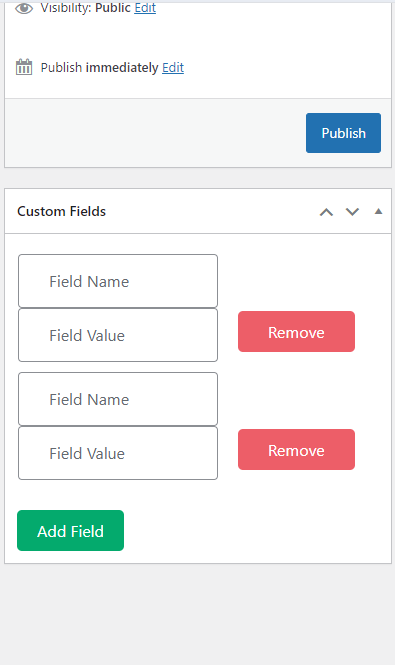 Visibility: Public Edit
Publish immediately Edit
Publish
Custom Fields
Field Name
Field Value
Remove
Field Name
Field Value
Remove
Add Field